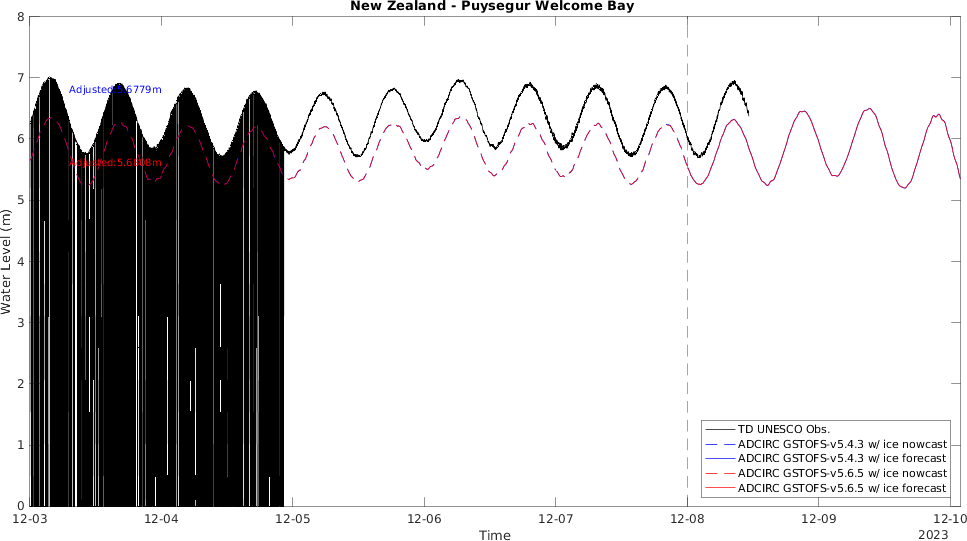 New Zealand - Puysegur Welcome Bay
8
7
6
5
4
3
2
1
0
Water Level (m)
Adjusted:5.6779m
TD UNESCO Obs.
ADCIRC GSTOFS-v5.4.3 w/ ice nowcast
ADCIRC GSTOFS-v5.4.3 w/ ice forecast
ADCIRC GSTOFS-v5.6.5 w/ ice nowcast
ADCIRC GSTOFS-v5.6.5 w/ ice forecast
12-03 12-04 12-05 12-06 12-07 12-08 12-09 12-10
Time
2023